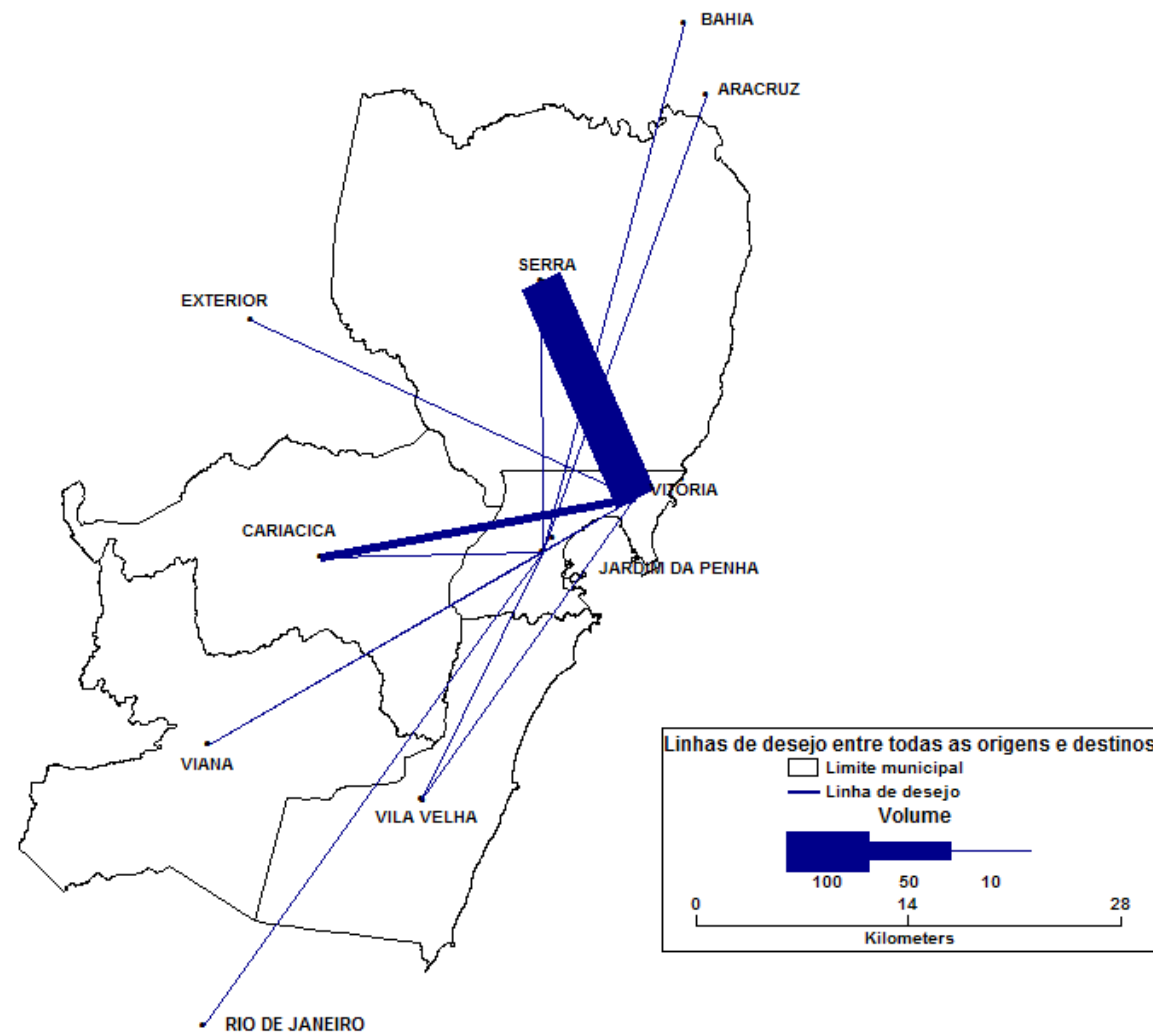 BAHIA
ARACRUZ
SERRA
EXTERIOR
VITÓRIA
CARIACICA
JARDIM DA PENHA
VIANA
VILA VELHA
RIO DE JANEIRO
Linhas de desejo entre todas as origens e destinos
Limite municipal
Linha de desejo
Volume
100 50 10
0 14 28
Kilometers